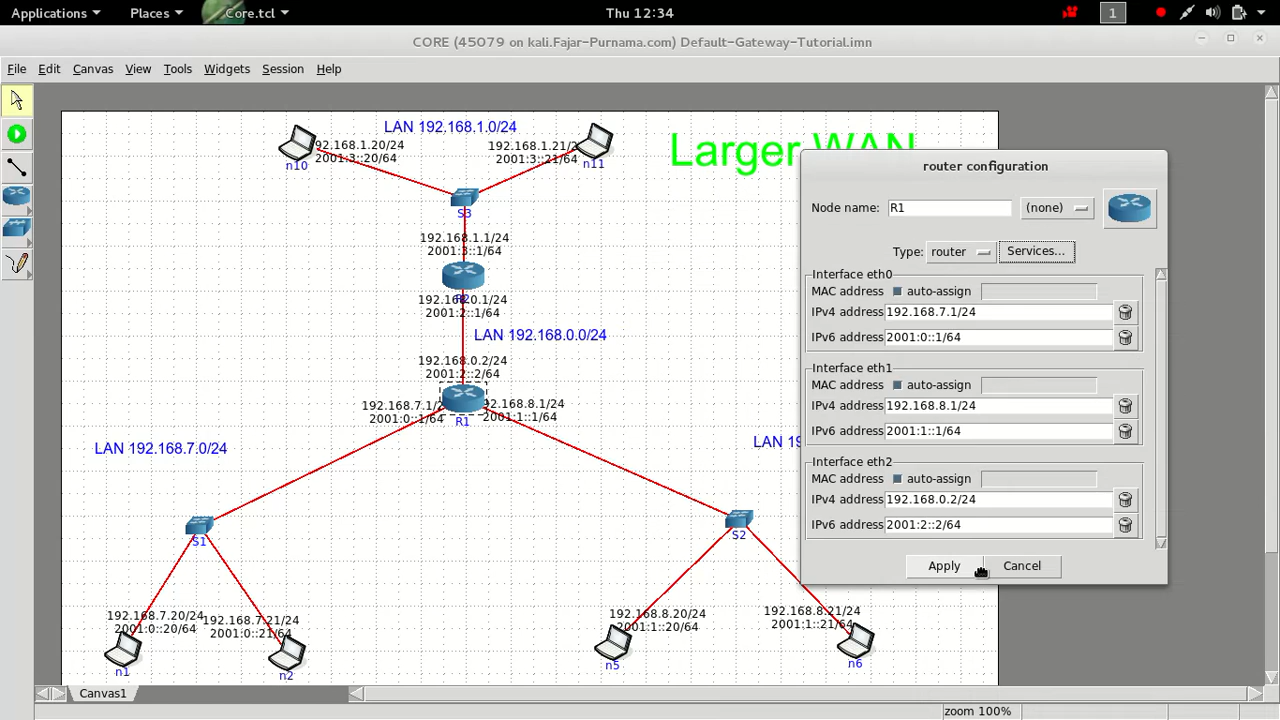 Applications Places Core.tcl Thu 12:34 1
CORE (45079 on kali.Fajar-Purnama.com) Default-Gateway-Tutorial.imn
File Edit Canvas View Tools Widgets Session Help
LAN 192.168.1.0/24
Larger WAN
192.168.1.20/24
2001:3::20/64
n10
192.168.1.21/2
2001:3::21/64
n11
S3
192.168.1.1/24
2001:3::1/64
192.168.0.1/24
2001:2::1/64
LAN 192.168.0.0/24
192.168.0.2/24
2001:2::2/64
192.168.7.1/2
2001:0::1/64
R1
192.168.8.1/24
2001:1::1/64
LAN 192.168.7.0/24
LAN 19
S1
S2
192.168.7.20/24
2001:0::20/64
n1
192.168.7.21/24
2001:0::21/64
n2
192.168.8.20/24
2001:1::20/64
n5
192.168.8.21/24
2001:1::21/64
n6
router configuration
Node name: R1 (none)
Type: router Services...
Interface eth0
MAC address auto-assign
IPv4 address 192.168.7.1/24
IPv6 address 2001:0::1/64
Interface eth1
MAC address auto-assign
IPv4 address 192.168.8.1/24
IPv6 address 2001:1::1/64
Interface eth2
MAC address auto-assign
IPv4 address 192.168.0.2/24
IPv6 address 2001:2::2/64
Apply Cancel
Canvas1
zoom 100%